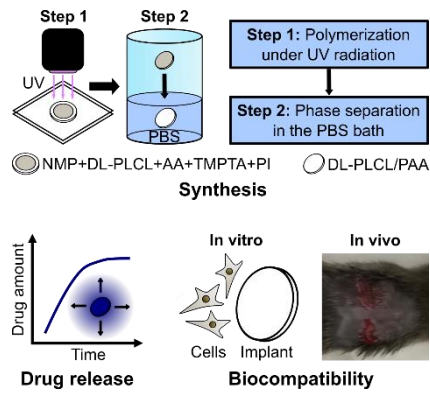 Step 1
Step 2
UV
PBS
Step 1: Polymerization
under UV radiation
Step 2: Phase separation
in the PBS bath
NMP+DL-PLCL+AA+TMPTA+PI
DL-PLCL/PAA
Synthesis
Drug amount
Time
Drug release
In vitro
In vivo
Cells
Implant
Biocompatibility